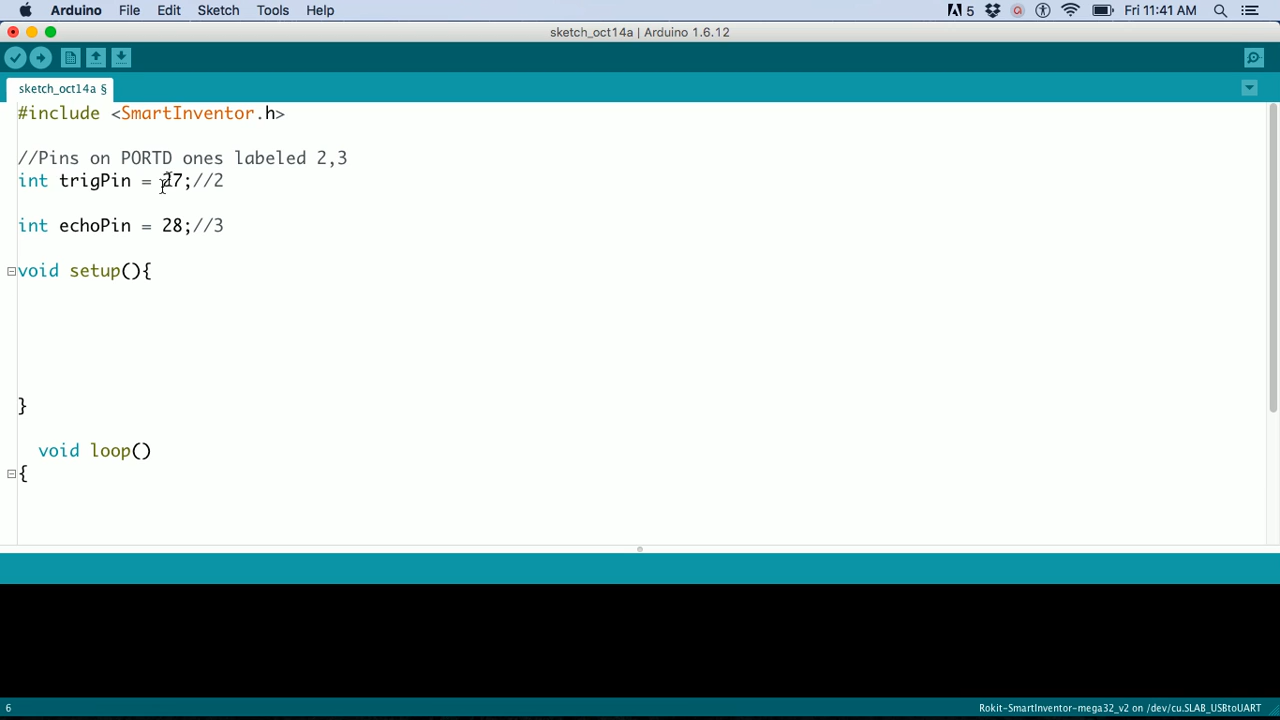 Arduino File Edit Sketch Tools Help 5 Fri 11:41 AM
sketch_oct14a | Arduino 1.6.12
sketch_oct14a §
#include <SmartInventor.h>
//Pins on PORTD ones labeled 2,3
int trigPin = 27;//2
int echoPin = 28;//3
void setup(){
}
void loop()
{
6 Rokit-SmartInventor-mega32_v2 on /dev/cu.SLAB_USBtoUART